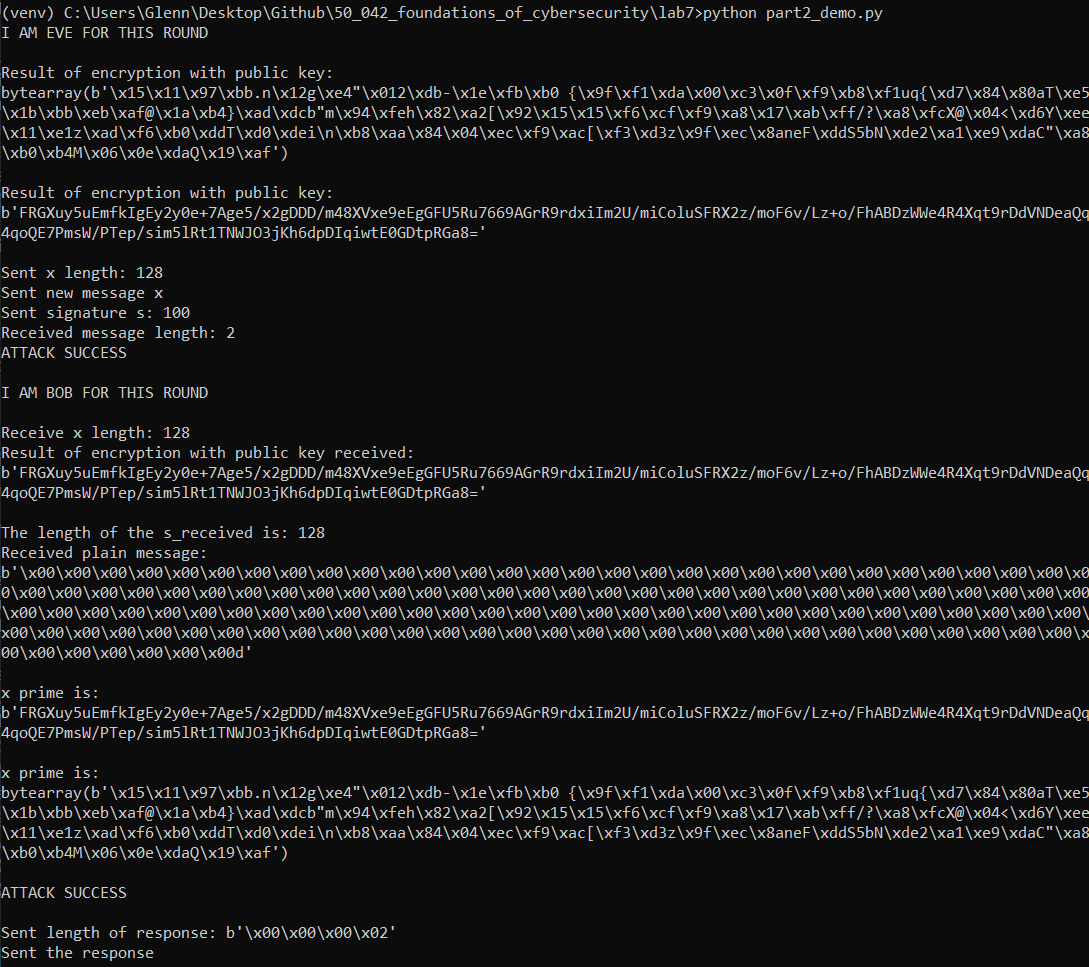 (venv) C:\Users\Glenn\Desktop\Github\50_042_foundations_of_cybersecurity\lab7>python part2_demo.py
I AM EVE FOR THIS ROUND
Result of encryption with public key:
bytearray(b'\x15\x11\x97\xbb.n\x12g\xe4"\x012\xdb-\x1e\xfb\xb0 {\x9f\xf1\xda\x00\xc3\x0f\xf9\xb8\xf1uq{\xd7\x84\x80aT\xe5
\x1b\xbb\xeb\xaf@\x1a\xb4}\xad\xdcb"m\x94\xfeh\x82\xa2[\x92\x15\x15\xf6\xcf\xf9\xa8\x17\xab\xff/?\xa8\xfcX@\x04<\xd6Y\xee
\x11\xe1z\xad\xf6\xb0\xddT\xd0\xdei\n\xb8\xaa\x84\x04\xec\xf9\xac[\xf3\xd3z\x9f\xec\x8aneF\xddS5bN\xde2\xa1\xe9\xdaC"\xa8
\xb0\xb4M\x06\x0e\xdaQ\x19\xaf')
Result of encryption with public key:
b'FRGXuy5uEmfkIgEy2y0e+7Age5/x2gDDD/m48XVxe9eEgGFU5Ru7669AGrR9rdxiIm2U/miColuSFRX2z/moF6v/Lz+o/FhABDzWWe4R4Xqt9rDdVNDeaQq
4qoQE7PmsW/PTep/sim5lRt1TNWJO3jKh6dpDIqiwtE0GDtpRGa8='
Sent x length: 128
Sent new message x
Sent signature s: 100
Received message length: 2
ATTACK SUCCESS
I AM BOB FOR THIS ROUND
Receive x length: 128
Result of encryption with public key received:
b'FRGXuy5uEmfkIgEy2y0e+7Age5/x2gDDD/m48XVxe9eEgGFU5Ru7669AGrR9rdxiIm2U/miColuSFRX2z/moF6v/Lz+o/FhABDzWWe4R4Xqt9rDdVNDeaQq
4qoQE7PmsW/PTep/sim5lRt1TNWJO3jKh6dpDIqiwtE0GDtpRGa8='
The length of the s_received is: 128
Received plain message:
b'\x00\x00\x00\x00\x00\x00\x00\x00\x00\x00\x00\x00\x00\x00\x00\x00\x00\x00\x00\x00\x00\x00\x00\x00\x00\x00\x00\x00\x00\x0
0\x00\x00\x00\x00\x00\x00\x00\x00\x00\x00\x00\x00\x00\x00\x00\x00\x00\x00\x00\x00\x00\x00\x00\x00\x00\x00\x00\x00\x00\x00
\x00\x00\x00\x00\x00\x00\x00\x00\x00\x00\x00\x00\x00\x00\x00\x00\x00\x00\x00\x00\x00\x00\x00\x00\x00\x00\x00\x00\x00\x00\
x00\x00\x00\x00\x00\x00\x00\x00\x00\x00\x00\x00\x00\x00\x00\x00\x00\x00\x00\x00\x00\x00\x00\x00\x00\x00\x00\x00\x00\x00\x
00\x00\x00\x00\x00\x00\x00\x00d'
x prime is:
b'FRGXuy5uEmfkIgEy2y0e+7Age5/x2gDDD/m48XVxe9eEgGFU5Ru7669AGrR9rdxiIm2U/miColuSFRX2z/moF6v/Lz+o/FhABDzWWe4R4Xqt9rDdVNDeaQq
4qoQE7PmsW/PTep/sim5lRt1TNWJO3jKh6dpDIqiwtE0GDtpRGa8='
x prime is:
bytearray(b'\x15\x11\x97\xbb.n\x12g\xe4"\x012\xdb-\x1e\xfb\xb0 {\x9f\xf1\xda\x00\xc3\x0f\xf9\xb8\xf1uq{\xd7\x84\x80aT\xe5
\x1b\xbb\xeb\xaf@\x1a\xb4}\xad\xdcb"m\x94\xfeh\x82\xa2[\x92\x15\x15\xf6\xcf\xf9\xa8\x17\xab\xff/?\xa8\xfcX@\x04<\xd6Y\xee
\x11\xe1z\xad\xf6\xb0\xddT\xd0\xdei\n\xb8\xaa\x84\x04\xec\xf9\xac[\xf3\xd3z\x9f\xec\x8aneF\xddS5bN\xde2\xa1\xe9\xdaC"\xa8
\xb0\xb4M\x06\x0e\xdaQ\x19\xaf')
ATTACK SUCCESS
Sent length of response: b'\x00\x00\x00\x02'
Sent the response